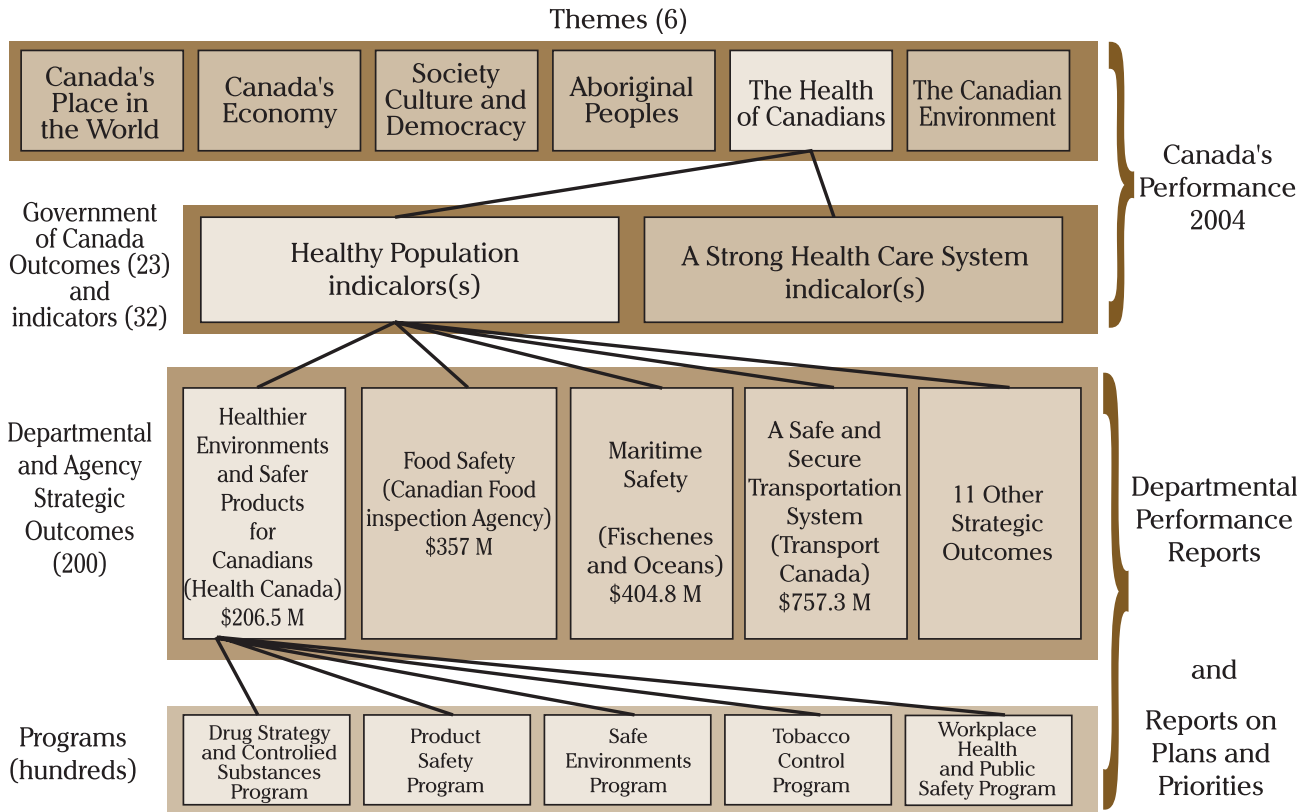 Themes (6)
Canada's
Place in
the World
Canada's
Economy
Society
Culture and
Democracy
Aboriginal
Peoples
The Health
of Canadians
The Canadian
Environment
Canada's
Performance
2004
Government
of Canada
Outcomes (23)
and
indicators (32)
Healthy Population
indicalors(s)
A Strong Health Care System
indicalor(s)
Departmental
and Agency
Strategic
Outcomes
(200)
Healthier
Environments
and Safer
Products
for
Canadians
(Health Canada)
$206.5 M
Food Safety
(Canadian Food
inspection Agency)
$357 M
Maritime
Safety
(Fischenes
and Oceans)
$404.8 M
A Safe and
Secure
Transportation
System
(Transport
Canada)
$757.3 M
11 Other
Strategic
Outcomes
Departmental
Performance
Reports
and
Reports on
Plans and
Priorities
Programs
(hundreds)
Drug Strategy
and Controlied
Substances
Program
Product
Safety
Program
Safe
Environments
Program
Tobacco
Control
Program
Workplace
Health
and Public
Safety Program